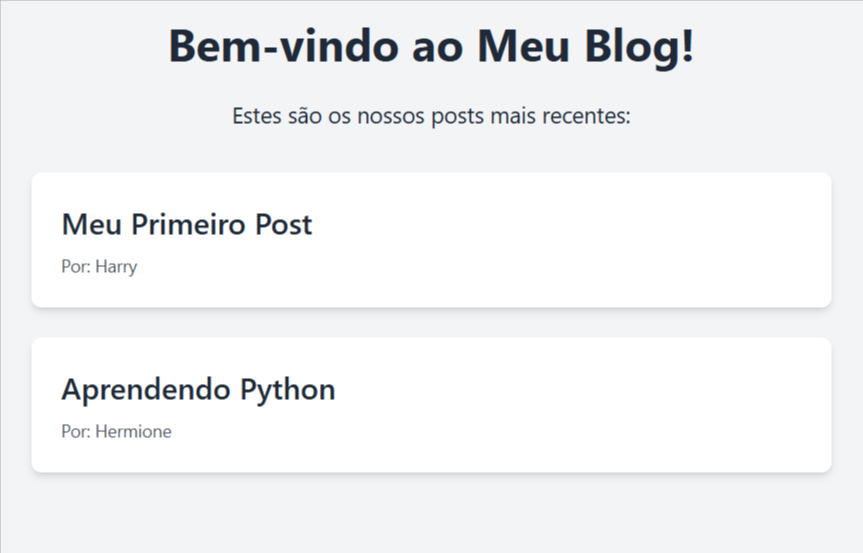 Bem-vindo ao Meu Blog!
Estes são os nossos posts mais recentes:
Meu Primeiro Post
Por: Harry
Aprendendo Python
Por: Hermione